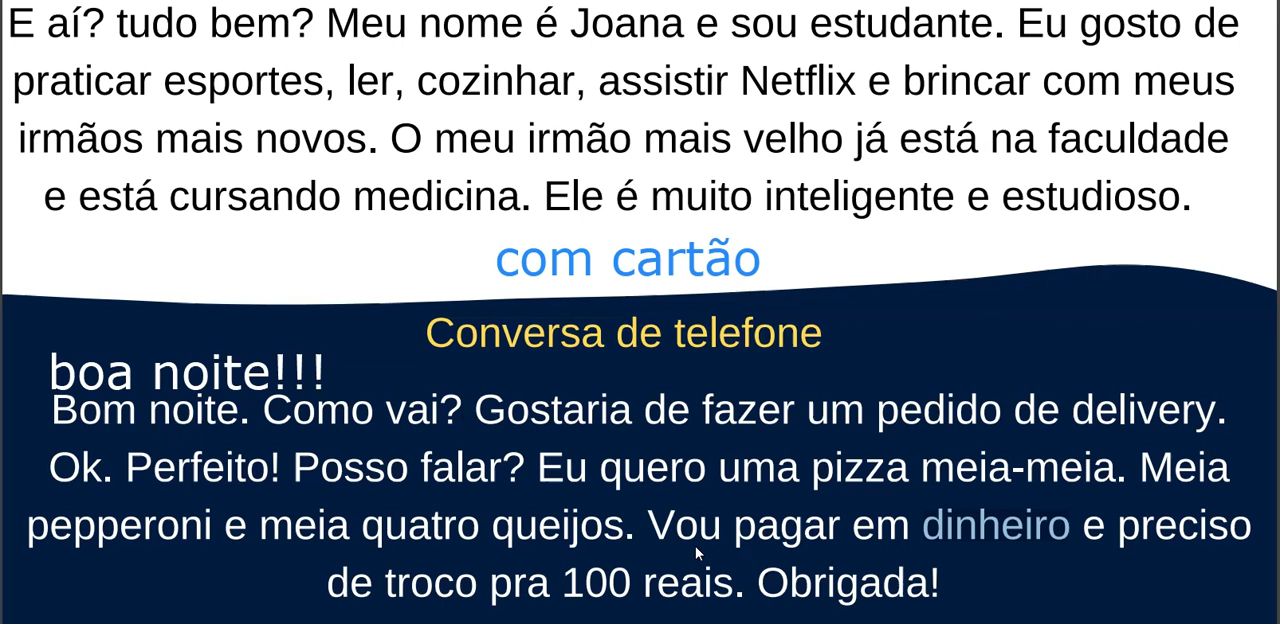 E aí? tudo bem? Meu nome é Joana e sou estudante. Eu gosto de
praticar esportes, ler, cozinhar, assistir Netflix e brincar com meus
irmãos mais novos. O meu irmão mais velho já está na faculdade
e está cursando medicina. Ele é muito inteligente e estudioso.
com cartão
Conversa de telefone
boa noite!!!
Bom noite. Como vai? Gostaria de fazer um pedido de delivery.
Ok. Perfeito! Posso falar? Eu quero uma pizza meia-meia. Meia
pepperoni e meia quatro queijos. Vou pagar em dinheiro e preciso
de troco pra 100 reais. Obrigada!